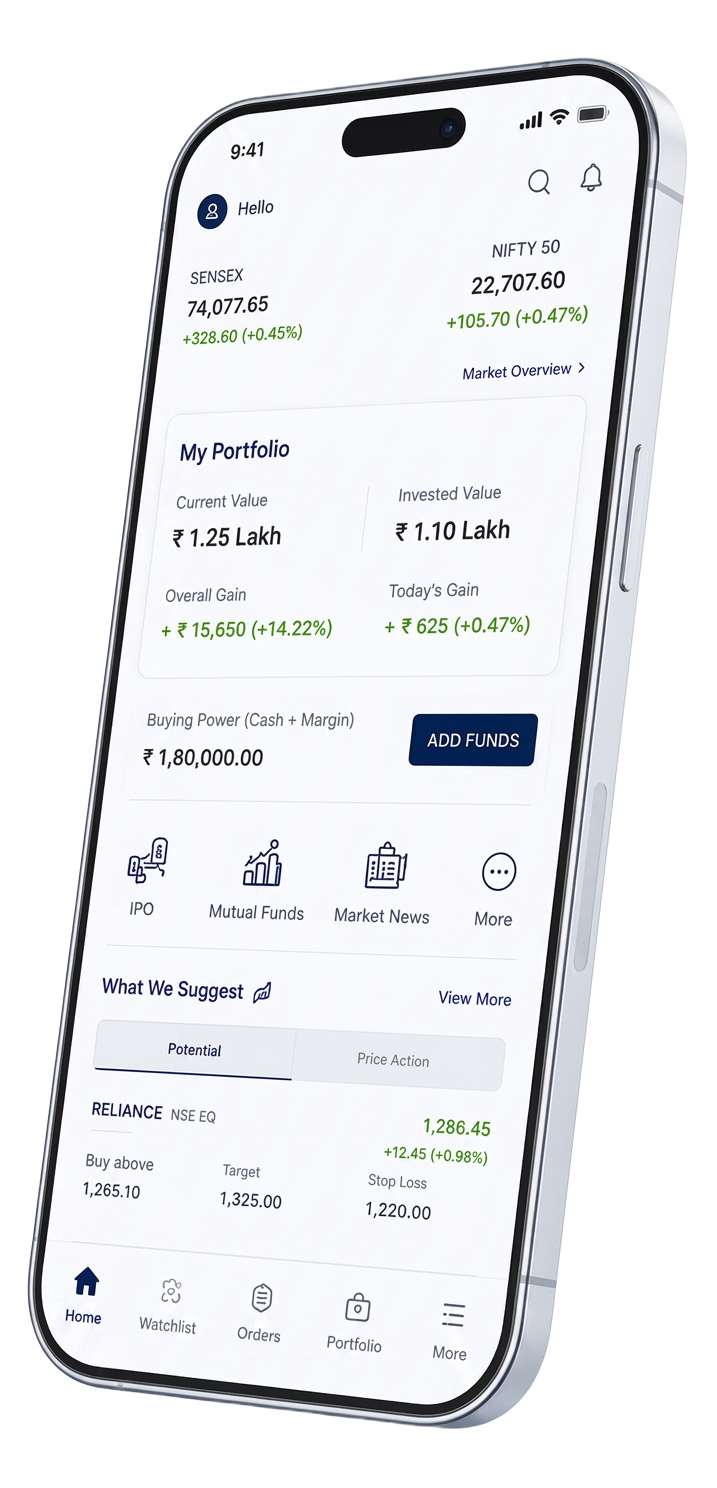 9:41
Hello
SENSEX
74,077.65
+328.60 (+0.45%)
NIFTY 50
22,707.60
+105.70 (+0.47%)
Market Overview >
My Portfolio
Current Value
₹ 1.25 Lakh
Invested Value
₹ 1.10 Lakh
Overall Gain
+ ₹ 15,650 (+14.22%)
Today's Gain
+ ₹ 625 (+0.47%)
Buying Power (Cash + Margin)
₹ 1,80,000.00
ADD FUNDS
IPO
Mutual Funds
Market News
More
What We Suggest
View More
Potential
Price Action
RELIANCE NSE EQ
1,286.45
+12.45 (+0.98%)
Buy above
1,265.10
Target
1,325.00
Stop Loss
1,220.00
Home
Watchlist
Orders
Portfolio
More